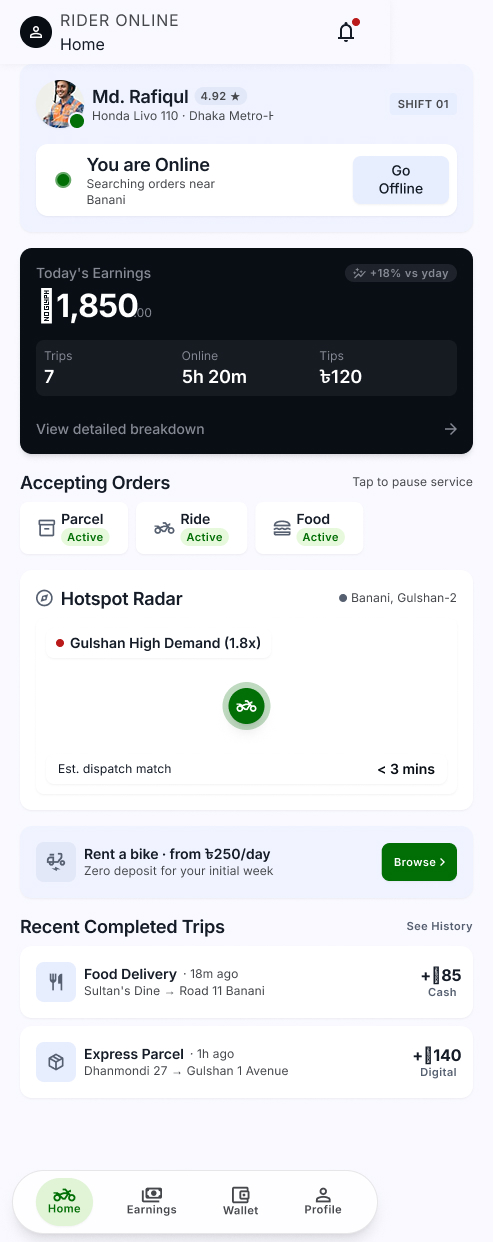 RIDER ONLINE
Home
Md. Rafiqul 4.92 ★
Honda Livo 110 · Dhaka Metro-H
SHIFT 01
You are Online
Searching orders near
Banani
Go
Offline
Today's Earnings
+18% vs yday
1,850.00
Trips Online Tips
7 5h 20m ৳120
View detailed breakdown →
Accepting Orders
Tap to pause service
Parcel
Active
Ride
Active
Food
Active
Hotspot Radar
Banani, Gulshan-2
Gulshan High Demand (1.8x)
Est. dispatch match < 3 mins
Rent a bike · from ৳250/day
Zero deposit for your initial week
Browse >
Recent Completed Trips
See History
Food Delivery · 18m ago
Sultan's Dine → Road 11 Banani
+85
Cash
Express Parcel · 1h ago
Dhanmondi 27 → Gulshan 1 Avenue
+140
Digital
Home Earnings Wallet Profile